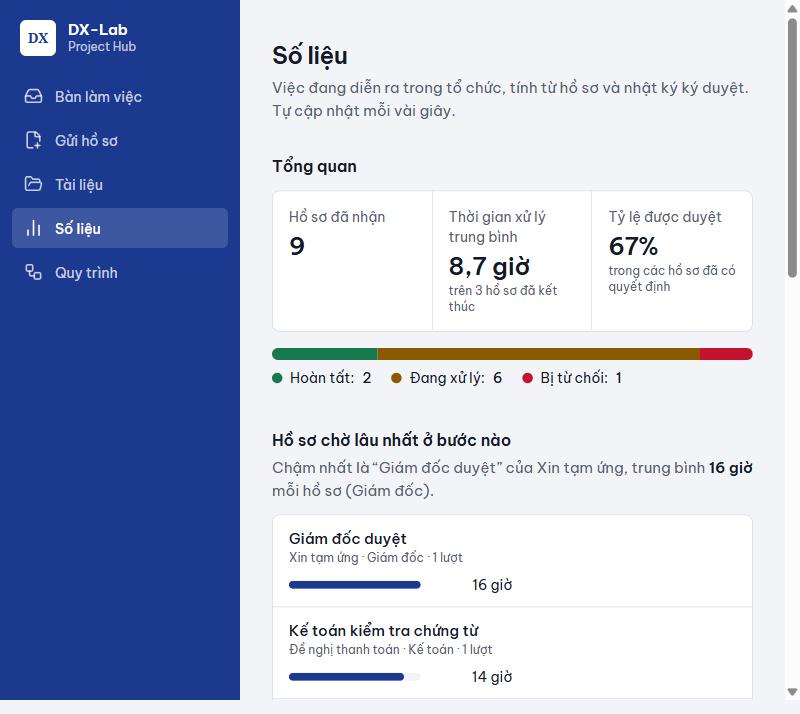 DX
DX-Lab
Project Hub
Bàn làm việc
Gửi hồ sơ
Tài liệu
Số liệu
Quy trình
Số liệu
Việc đang diễn ra trong tổ chức, tính từ hồ sơ và nhật ký ký duyệt.
Tự cập nhật mỗi vài giây.
Tổng quan
Hồ sơ đã nhận
9
Thời gian xử lý
trung bình
8,7 giờ
trên 3 hồ sơ đã kết
thúc
Tỷ lệ được duyệt
67%
trong các hồ sơ đã có
quyết định
Hoàn tất: 2 Đang xử lý: 6 Bị từ chối: 1
Hồ sơ chờ lâu nhất ở bước nào
Chậm nhất là “Giám đốc duyệt” của Xin tạm ứng, trung bình 16 giờ
mỗi hồ sơ (Giám đốc).
Giám đốc duyệt
Xin tạm ứng · Giám đốc · 1 lượt
16 giờ
Kế toán kiểm tra chứng từ
Đề nghị thanh toán · Kế toán · 1 lượt
14 giờ